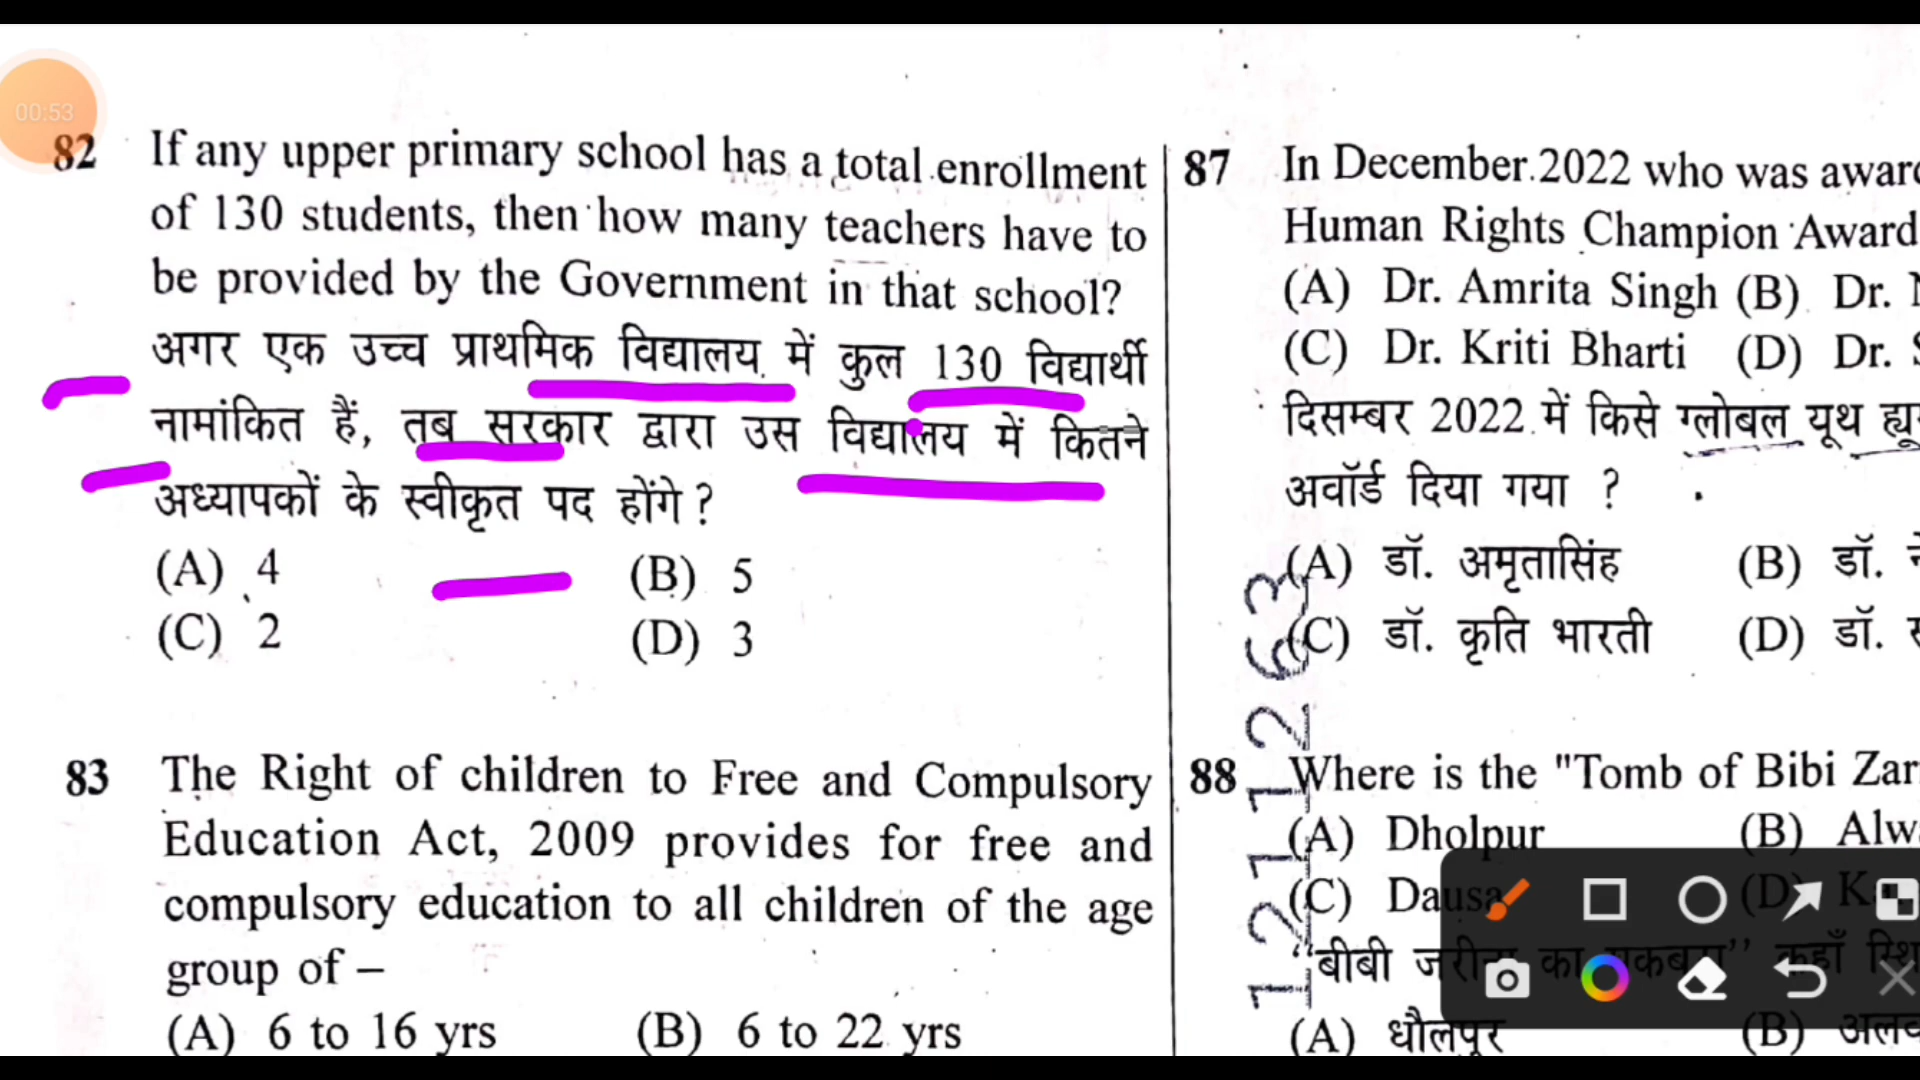 00:53
82 If any upper primary school has a total enrollment
of 130 students, then how many teachers have to
be provided by the Government in that school?
अगर एक उच्च प्राथमिक विद्यालय में कुल 130 विद्यार्थी
नामांकित हैं, तब सरकार द्वारा उस विद्यालय में कितने
अध्यापकों के स्वीकृत पद होंगे ?
(A) 4 (B) 5
(C) 2 (D) 3
83 The Right of children to Free and Compulsory
Education Act, 2009 provides for free and
compulsory education to all children of the age
group of –
(A) 6 to 16 yrs (B) 6 to 22 yrs
12112263
87 In December 2022 who was
Human Rights Champion Award
(A) Dr. Amrita Singh (B) Dr.
(C) Dr. Kriti Bharti (D) Dr.
दिसम्बर 2022 में किसे ग्लोबल यूथ
अवॉर्ड दिया गया ?
(A) डॉ. अमृतासिंह (B) डॉ.
(C) डॉ. कृति भारती (D) डॉ.
88 Where is the "Tomb of Bibi
(A) Dholpur (B)
(C) Dausa (D)
“बीबी जरीना का मकबरा” कहाँ
(A) धौलपुर (B)